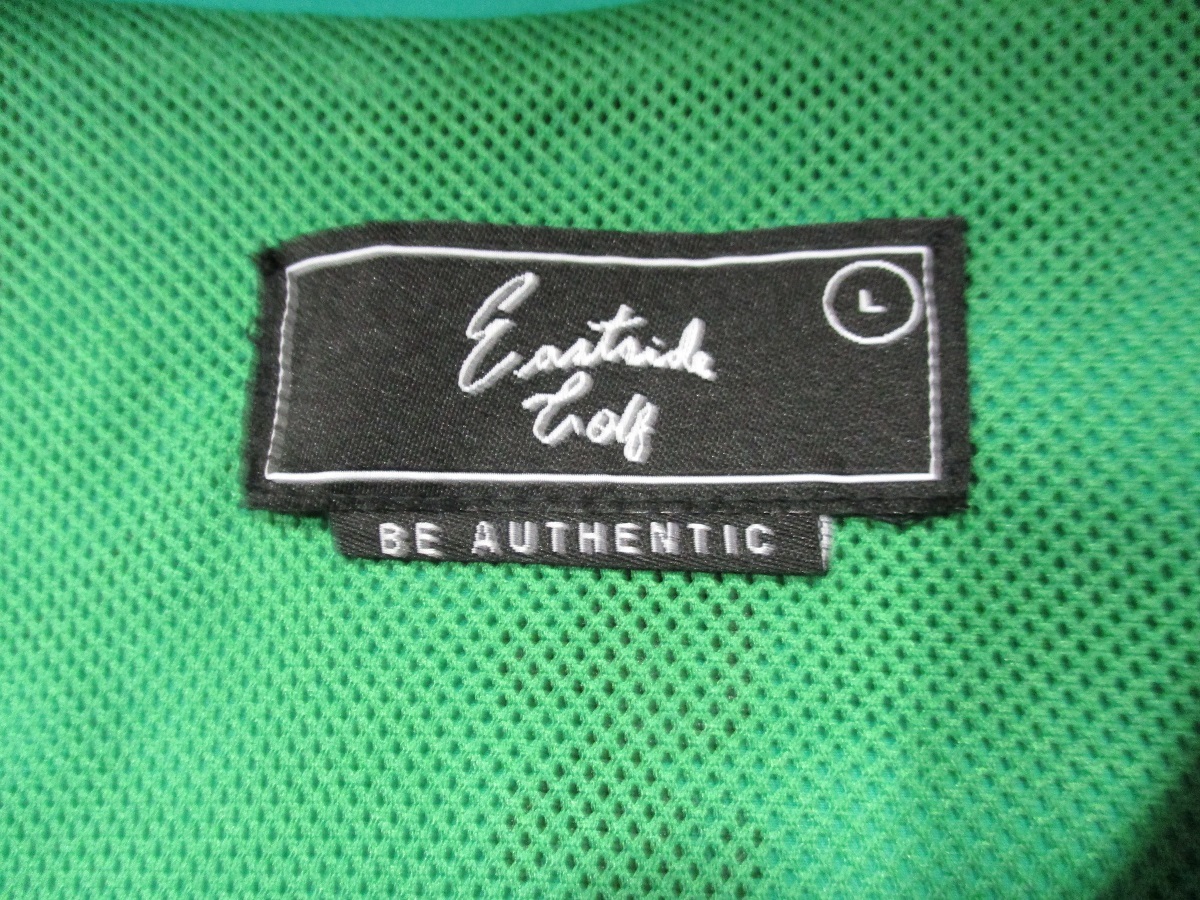 L
Eastside
Golf
BE AUTHENTIC